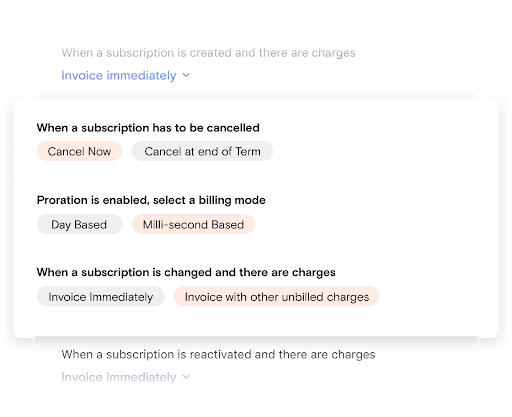 When a subscription is created and there are charges
Invoice immediately
When a subscription has to be cancelled
Cancel Now Cancel at end of Term
Proration is enabled, select a billing mode
Day Based Milli-second Based
When a subscription is changed and there are charges
Invoice Immediately Invoice with other unbilled charges
When a subscription is reactivated and there are charges
Invoice immediately